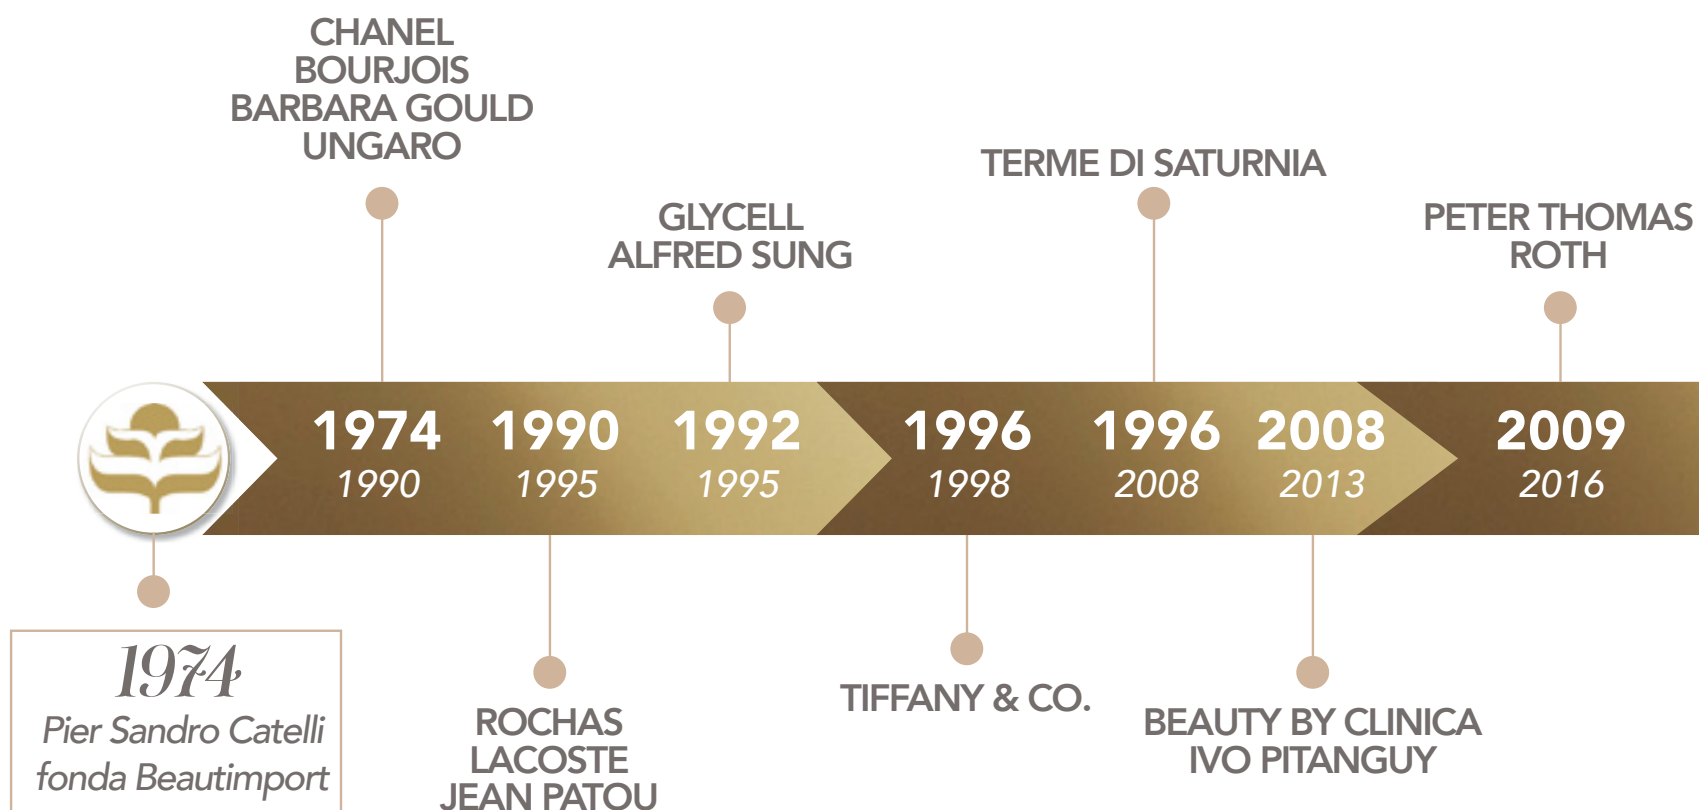 CHANEL
BOURJOIS
BARBARA GOULD
UNGARO
GLYCELL
ALFRED SUNG
TERME DI SATURNIA
PETER THOMAS
ROTH
1974
1990
1990
1995
1992
1995
1996
1998
1996
2008
2008
2013
2009
2016
1974
Pier Sandro Catelli
fonda Beautimport
ROCHAS
LACOSTE
JEAN PATOU
TIFFANY & CO.
BEAUTY BY CLINICA
IVO PITANGUY